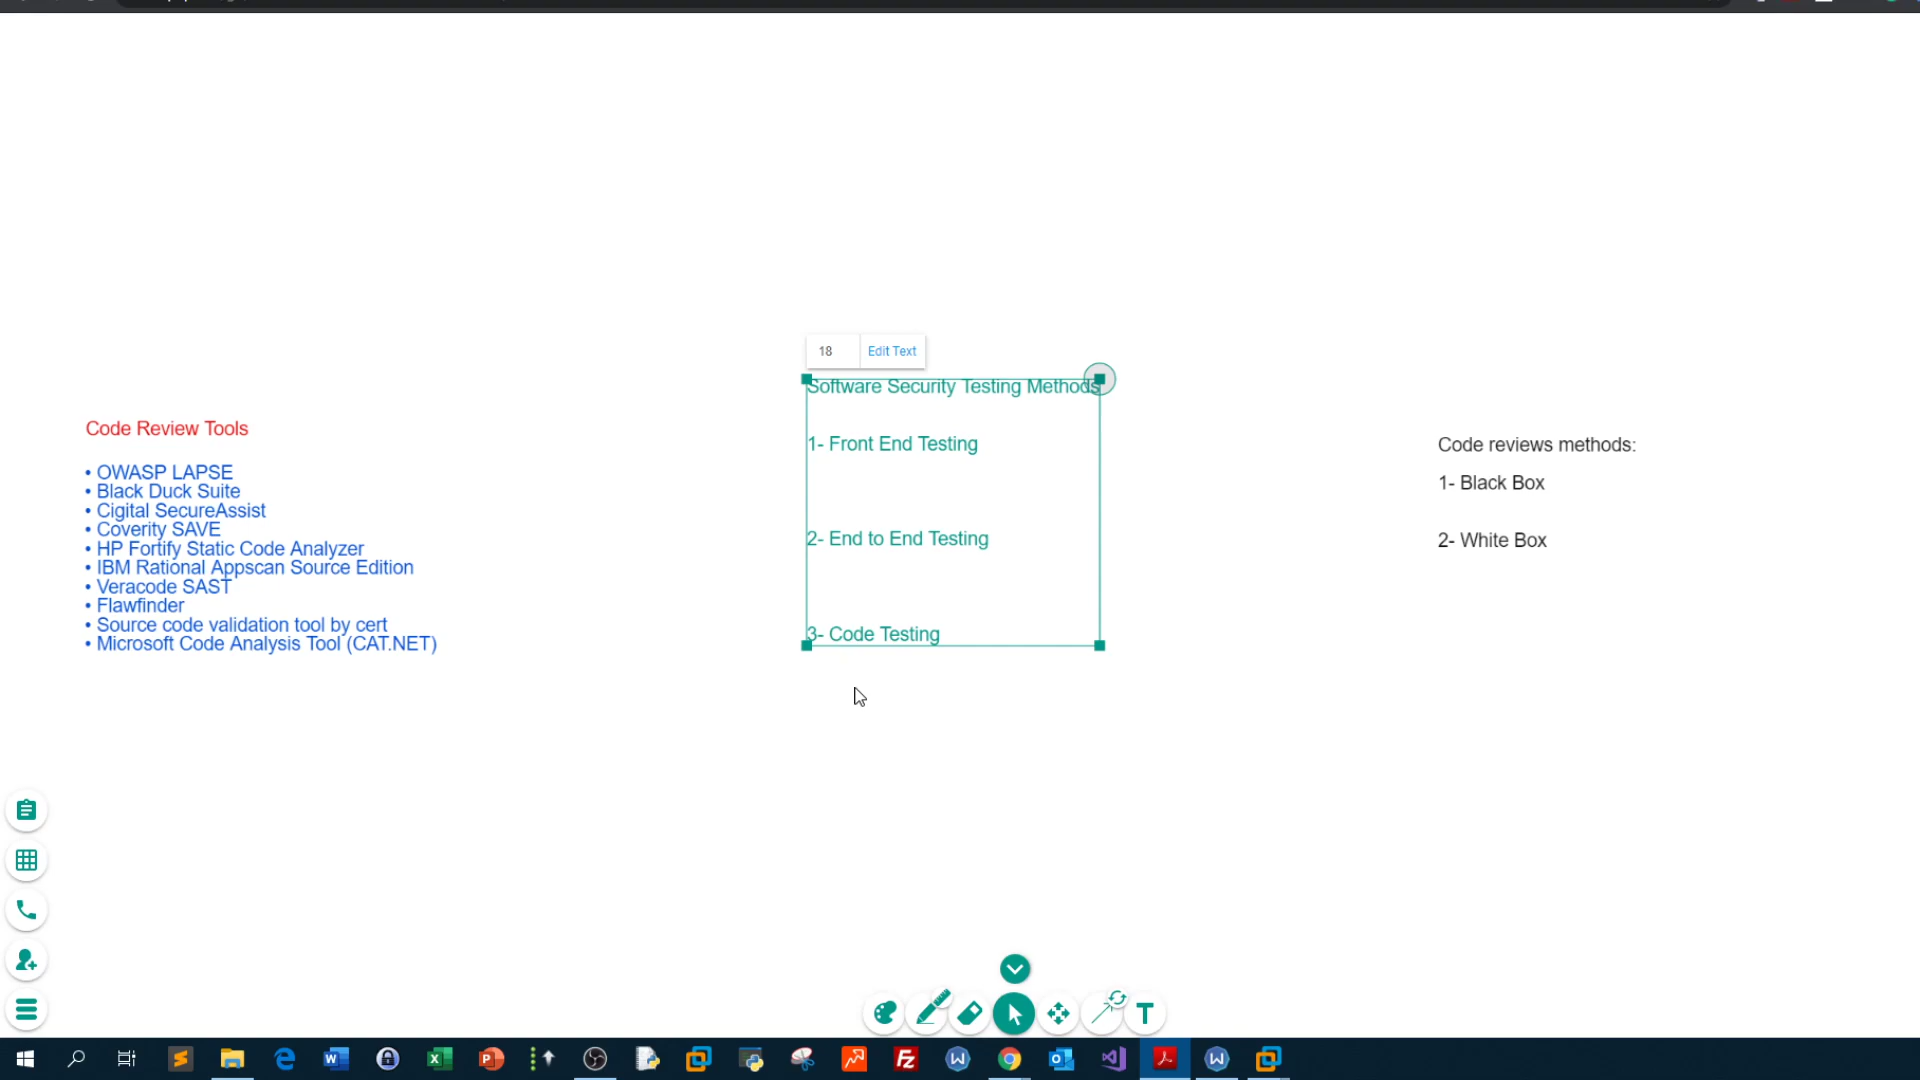 Code Review Tools
• OWASP LAPSE
• Black Duck Suite
• Cigital SecureAssist
• Coverity SAVE
• HP Fortify Static Code Analyzer
• IBM Rational Appscan Source Edition
• Veracode SAST
• Flawfinder
• Source code validation tool by cert
• Microsoft Code Analysis Tool (CAT.NET)
18 Edit Text
Software Security Testing Methods
1- Front End Testing
2- End to End Testing
3- Code Testing
Code reviews methods:
1- Black Box
2- White Box